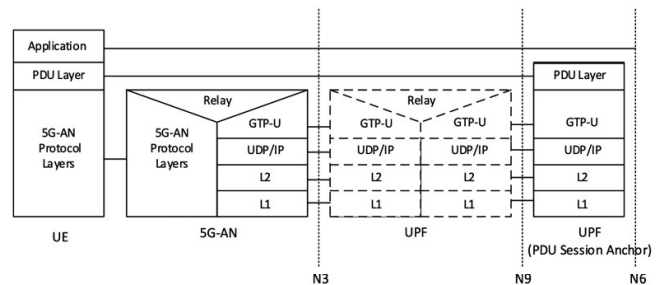 Application
PDU Layer
PDU Layer
Relay
Relay
5G-AN
Protocol
Layers
5G-AN
Protocol
Layers
GTP-U
GTP-U
GTP-U
GTP-U
UDP/IP
UDP/IP
UDP/IP
UDP/IP
L2
L2
L2
L2
L1
L1
L1
L1
UE
5G-AN
UPF
UPF
(PDU Session Anchor)
N3
N9
N6